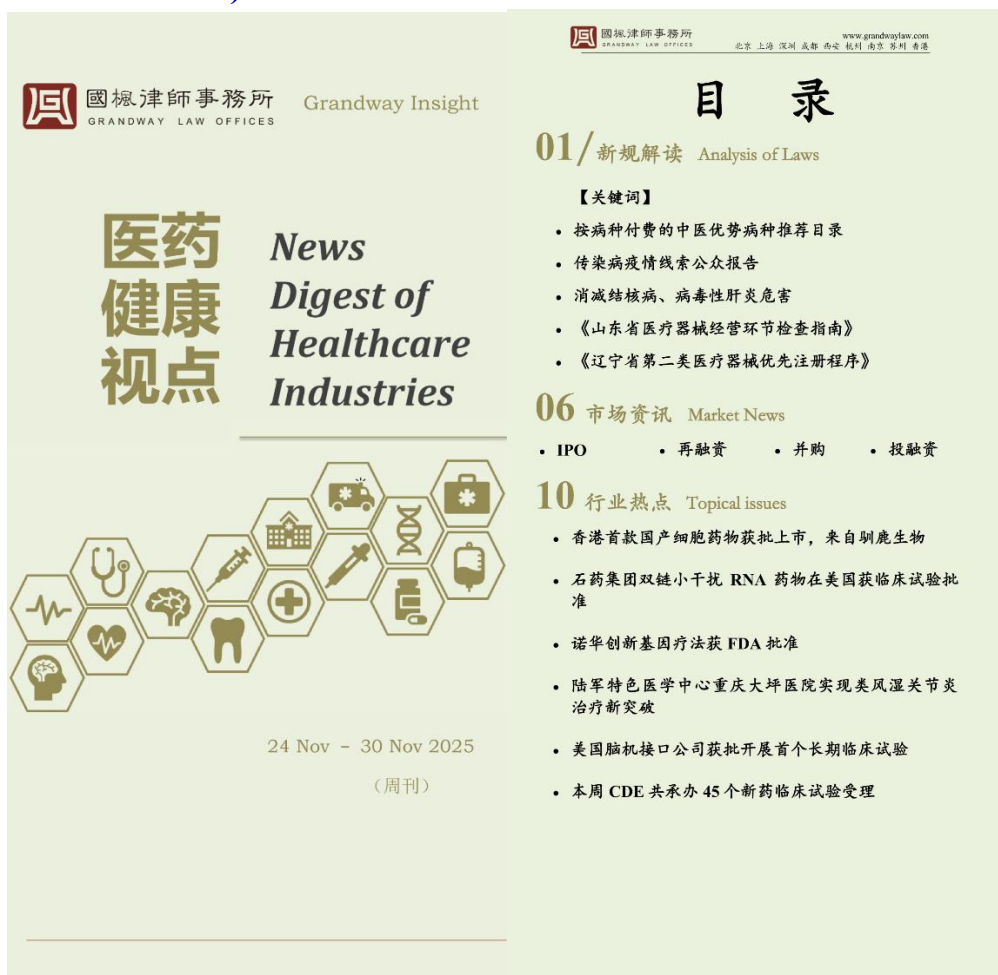 國楓律師事務所
GRANDWAY LAW OFFICES
Grandway Insight
医药
健康
视点
News
Digest of
Healthcare
Industries
24 Nov – 30 Nov 2025
（周刊）
國楓律師事務所
GRANDWAY LAW OFFICES
www.grandwaylaw.com
北京 上海 深圳 成都 西安 杭州 南京 苏州 香港
目 录
01/新规解读 Analysis of Laws
【关键词】
• 按病种付费的中医优势病种推荐目录
• 传染病疫情线索公众报告
• 消减结核病、病毒性肝炎危害
• 《山东省医疗器械经营环节检查指南》
• 《辽宁省第二类医疗器械优先注册程序》
06 市场资讯 Market News
• IPO • 再融资 • 并购 • 投融资
10 行业热点 Topical issues
• 香港首款国产细胞药物获批上市，来自驯鹿生物
• 石药集团双链小干扰 RNA 药物在美国获临床试验批
准
• 诺华创新基因疗法获 FDA 批准
• 陆军特色医学中心重庆大坪医院实现类风湿关节炎
治疗新突破
• 美国脑机接口公司获批开展首个长期临床试验
• 本周 CDE 共承办 45 个新药临床试验受理